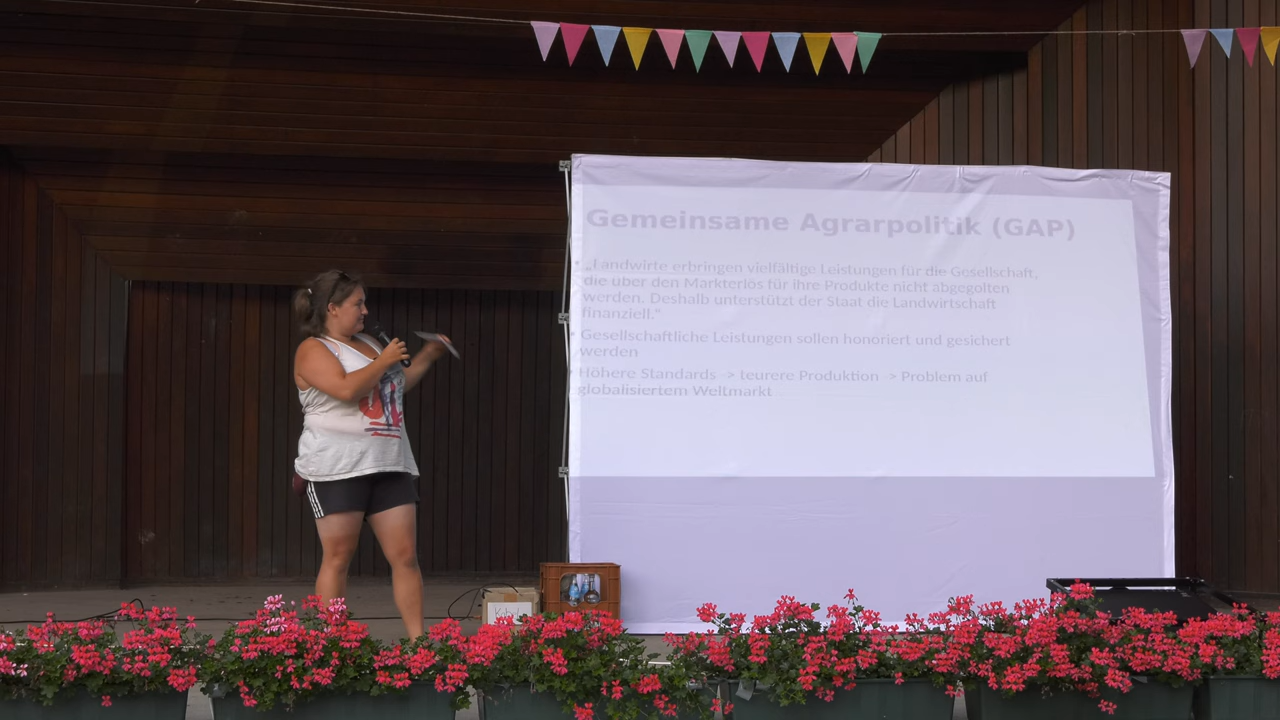 Gemeinsame Agrarpolitik (GAP)
„Landwirte erbringen vielfältige Leistungen für die Gesellschaft,
die über den Markterlös für ihre Produkte nicht abgegolten
werden. Deshalb unterstützt der Staat die Landwirtschaft
finanziell.“
Gesellschaftliche Leistungen sollen honoriert und gesichert
werden
Höhere Standards -> teurere Produktion -> Problem auf
globalisiertem Weltmarkt